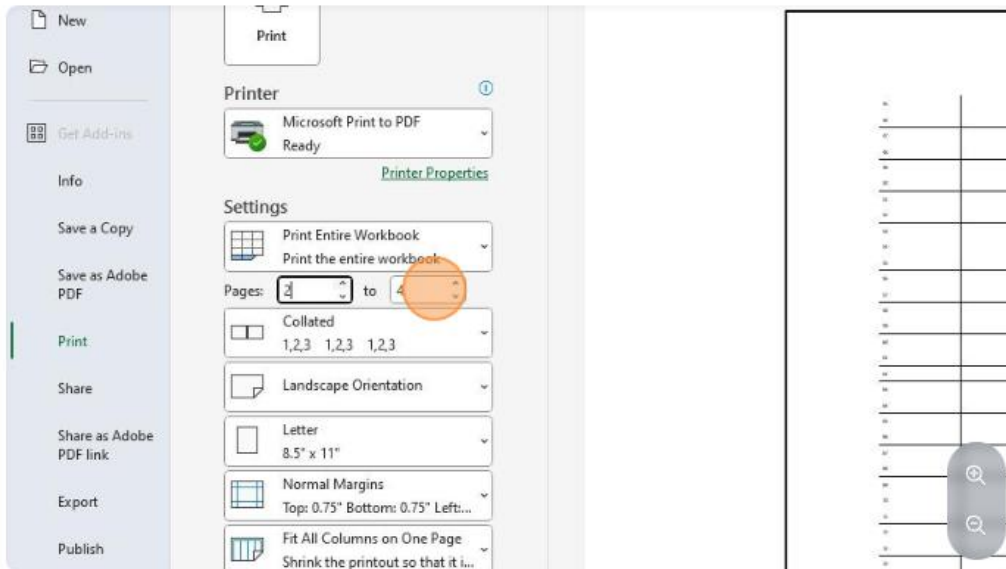 New
Open
Get Add-ins
Info
Save a Copy
Save as Adobe
PDF
Print
Share
Share as Adobe
PDF link
Export
Publish
Print
Printer
Microsoft Print to PDF
Ready
Printer Properties
Settings
Print Entire Workbook
Print the entire workbook
Pages: 2 to 4
Collated
1,2,3 1,2,3 1,2,3
Landscape Orientation
Letter
8.5" x 11"
Normal Margins
Top: 0.75" Bottom: 0.75" Left:...
Fit All Columns on One Page
Shrink the printout so that it i...